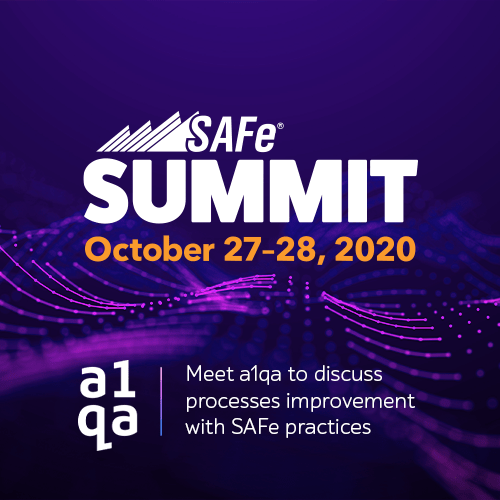 SAFe®
SUMMIT
October 27-28, 2020
a1
qa
Meet a1qa to discuss
processes improvement
with SAFe practices